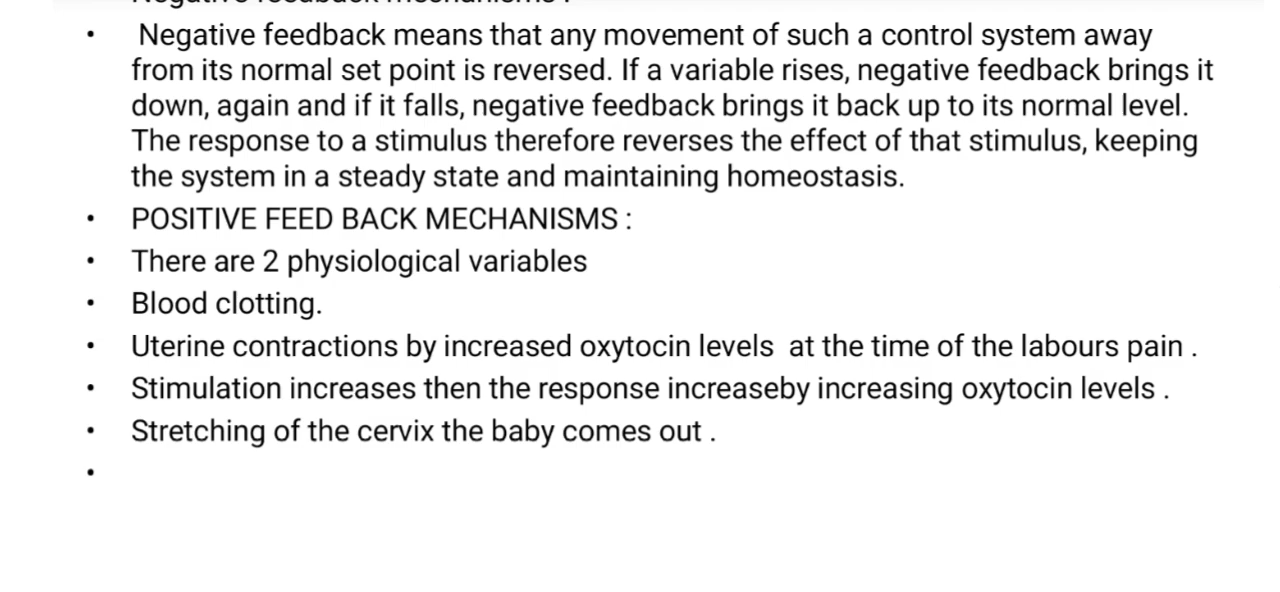 Negative feedback mechanisms :
• Negative feedback means that any movement of such a control system away
from its normal set point is reversed. If a variable rises, negative feedback brings it
down, again and if it falls, negative feedback brings it back up to its normal level.
The response to a stimulus therefore reverses the effect of that stimulus, keeping
the system in a steady state and maintaining homeostasis.
• POSITIVE FEED BACK MECHANISMS :
• There are 2 physiological variables
• Blood clotting.
• Uterine contractions by increased oxytocin levels at the time of the labours pain .
• Stimulation increases then the response increaseby increasing oxytocin levels .
• Stretching of the cervix the baby comes out .
•